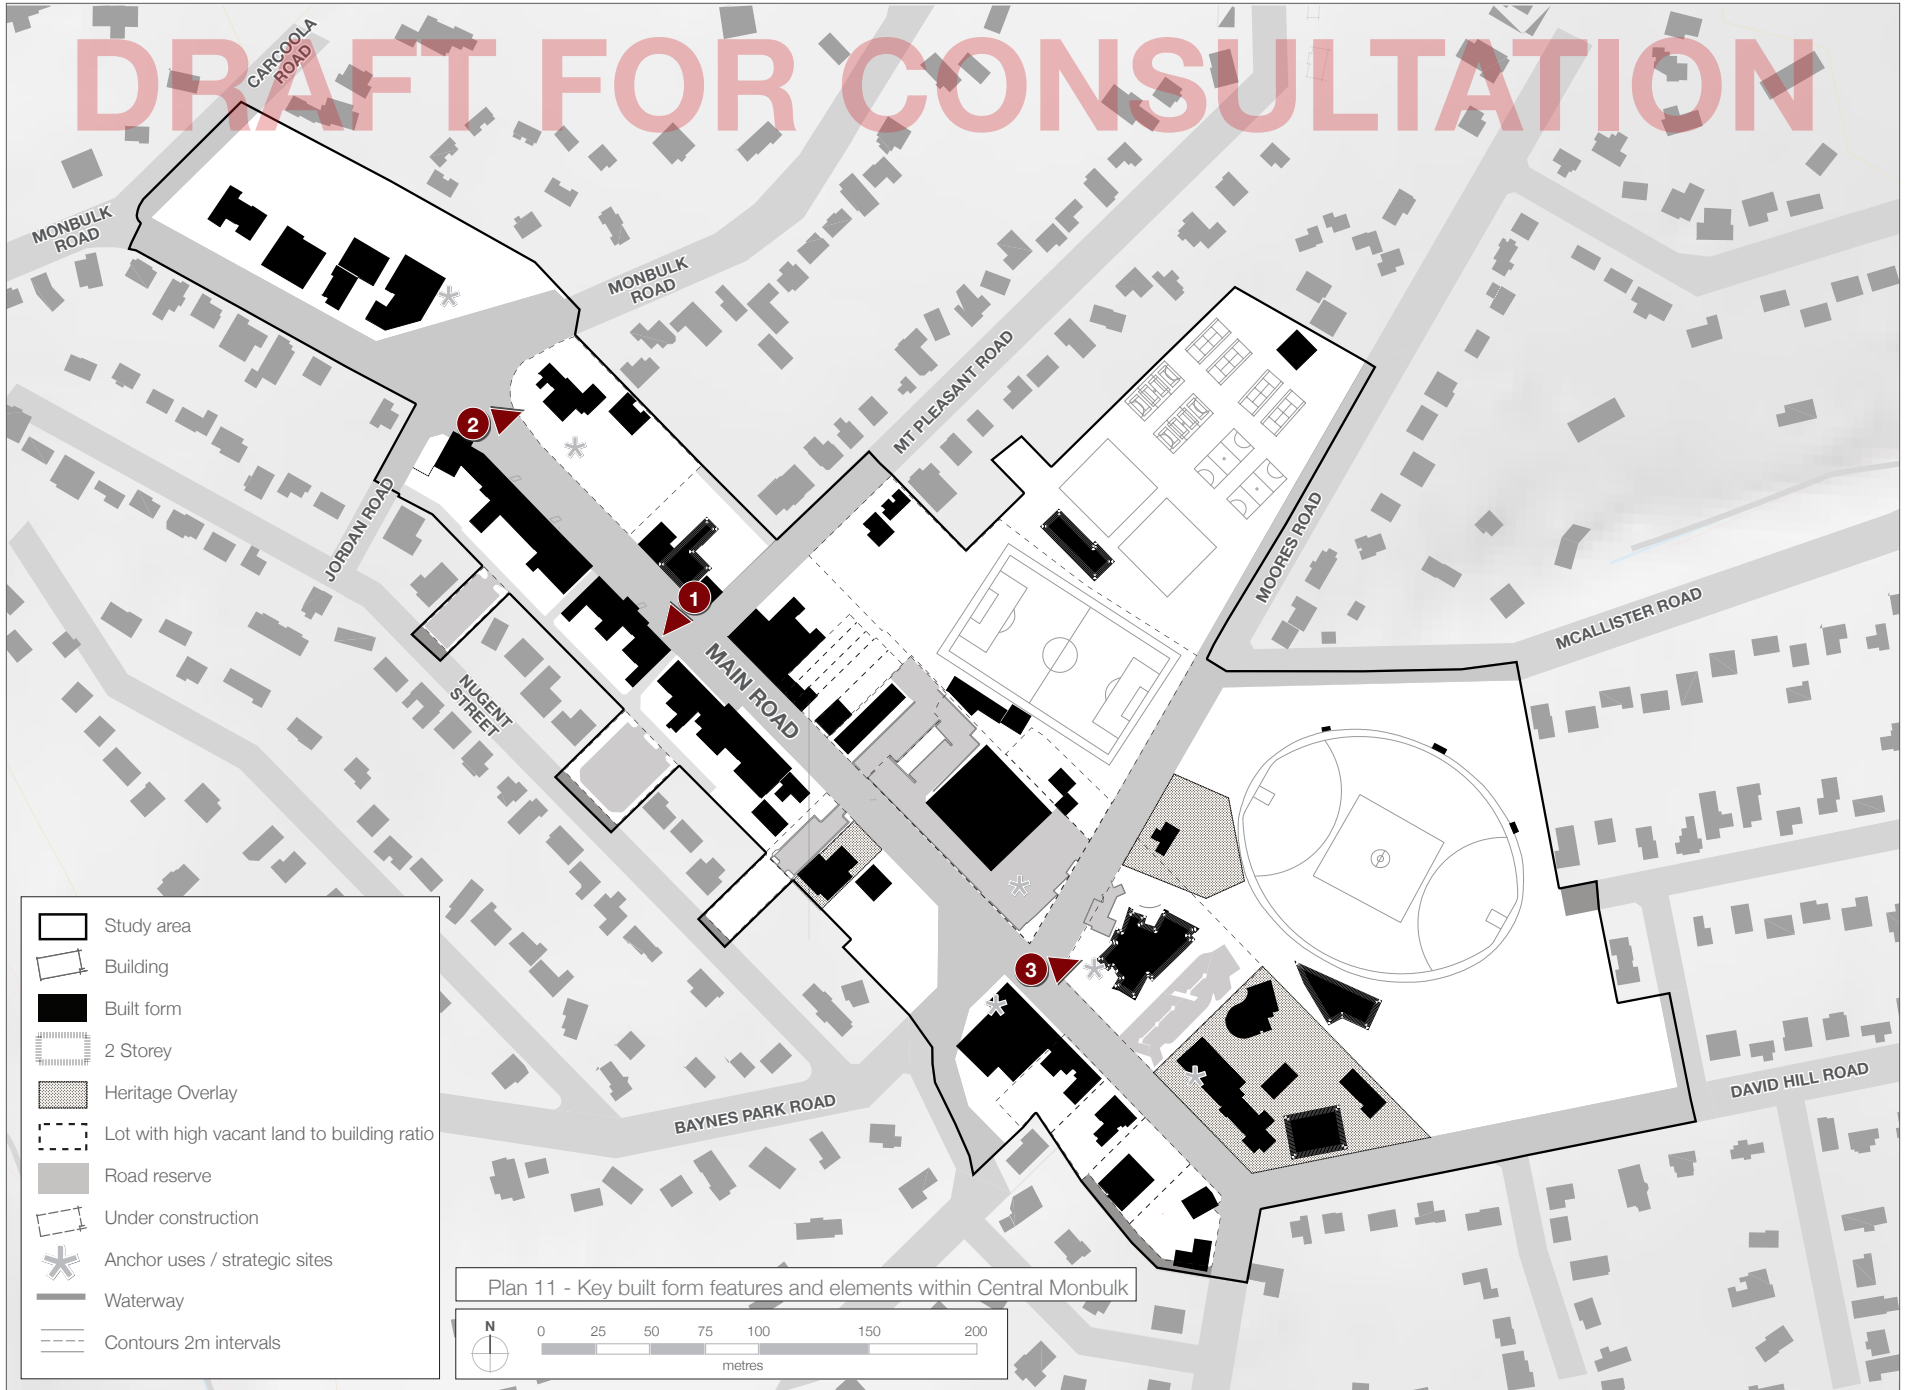 DRAFT FOR CONSULTATION
CARCOOLA
ROAD
MONBULK
ROAD
MONBULK
ROAD
MT PLEASANT ROAD
2
JORDAN ROAD
MOORES ROAD
1
MCALLISTER ROAD
MAIN ROAD
NUGENT
STREET
3
BAYNES PARK ROAD
DAVID HILL ROAD
Study area
Building
Built form
2 Storey
Heritage Overlay
Lot with high vacant land to building ratio
Road reserve
Under construction
Anchor uses / strategic sites
Waterway
Contours 2m intervals
Plan 11 - Key built form features and elements within Central Monbulk
N
0 25 50 75 100 150 200
metres